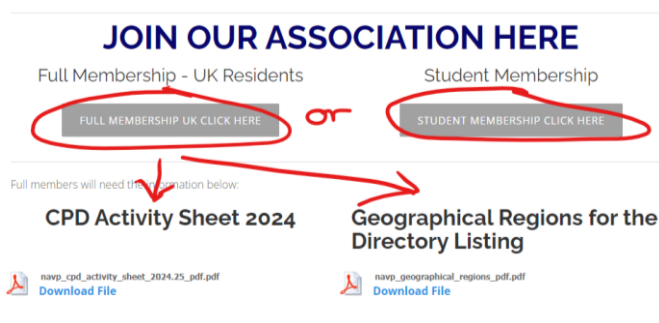 JOIN OUR ASSOCIATION HERE
Full Membership - UK Residents
FULL MEMBERSHIP UK CLICK HERE
or
Student Membership
STUDENT MEMBERSHIP CLICK HERE
Full members will need the information below:
CPD Activity Sheet 2024
navp_cpd_activity_sheet_2024.25_pdf.pdf
Download File
Geographical Regions for the
Directory Listing
navp_geographical_regions_pdf.pdf
Download File